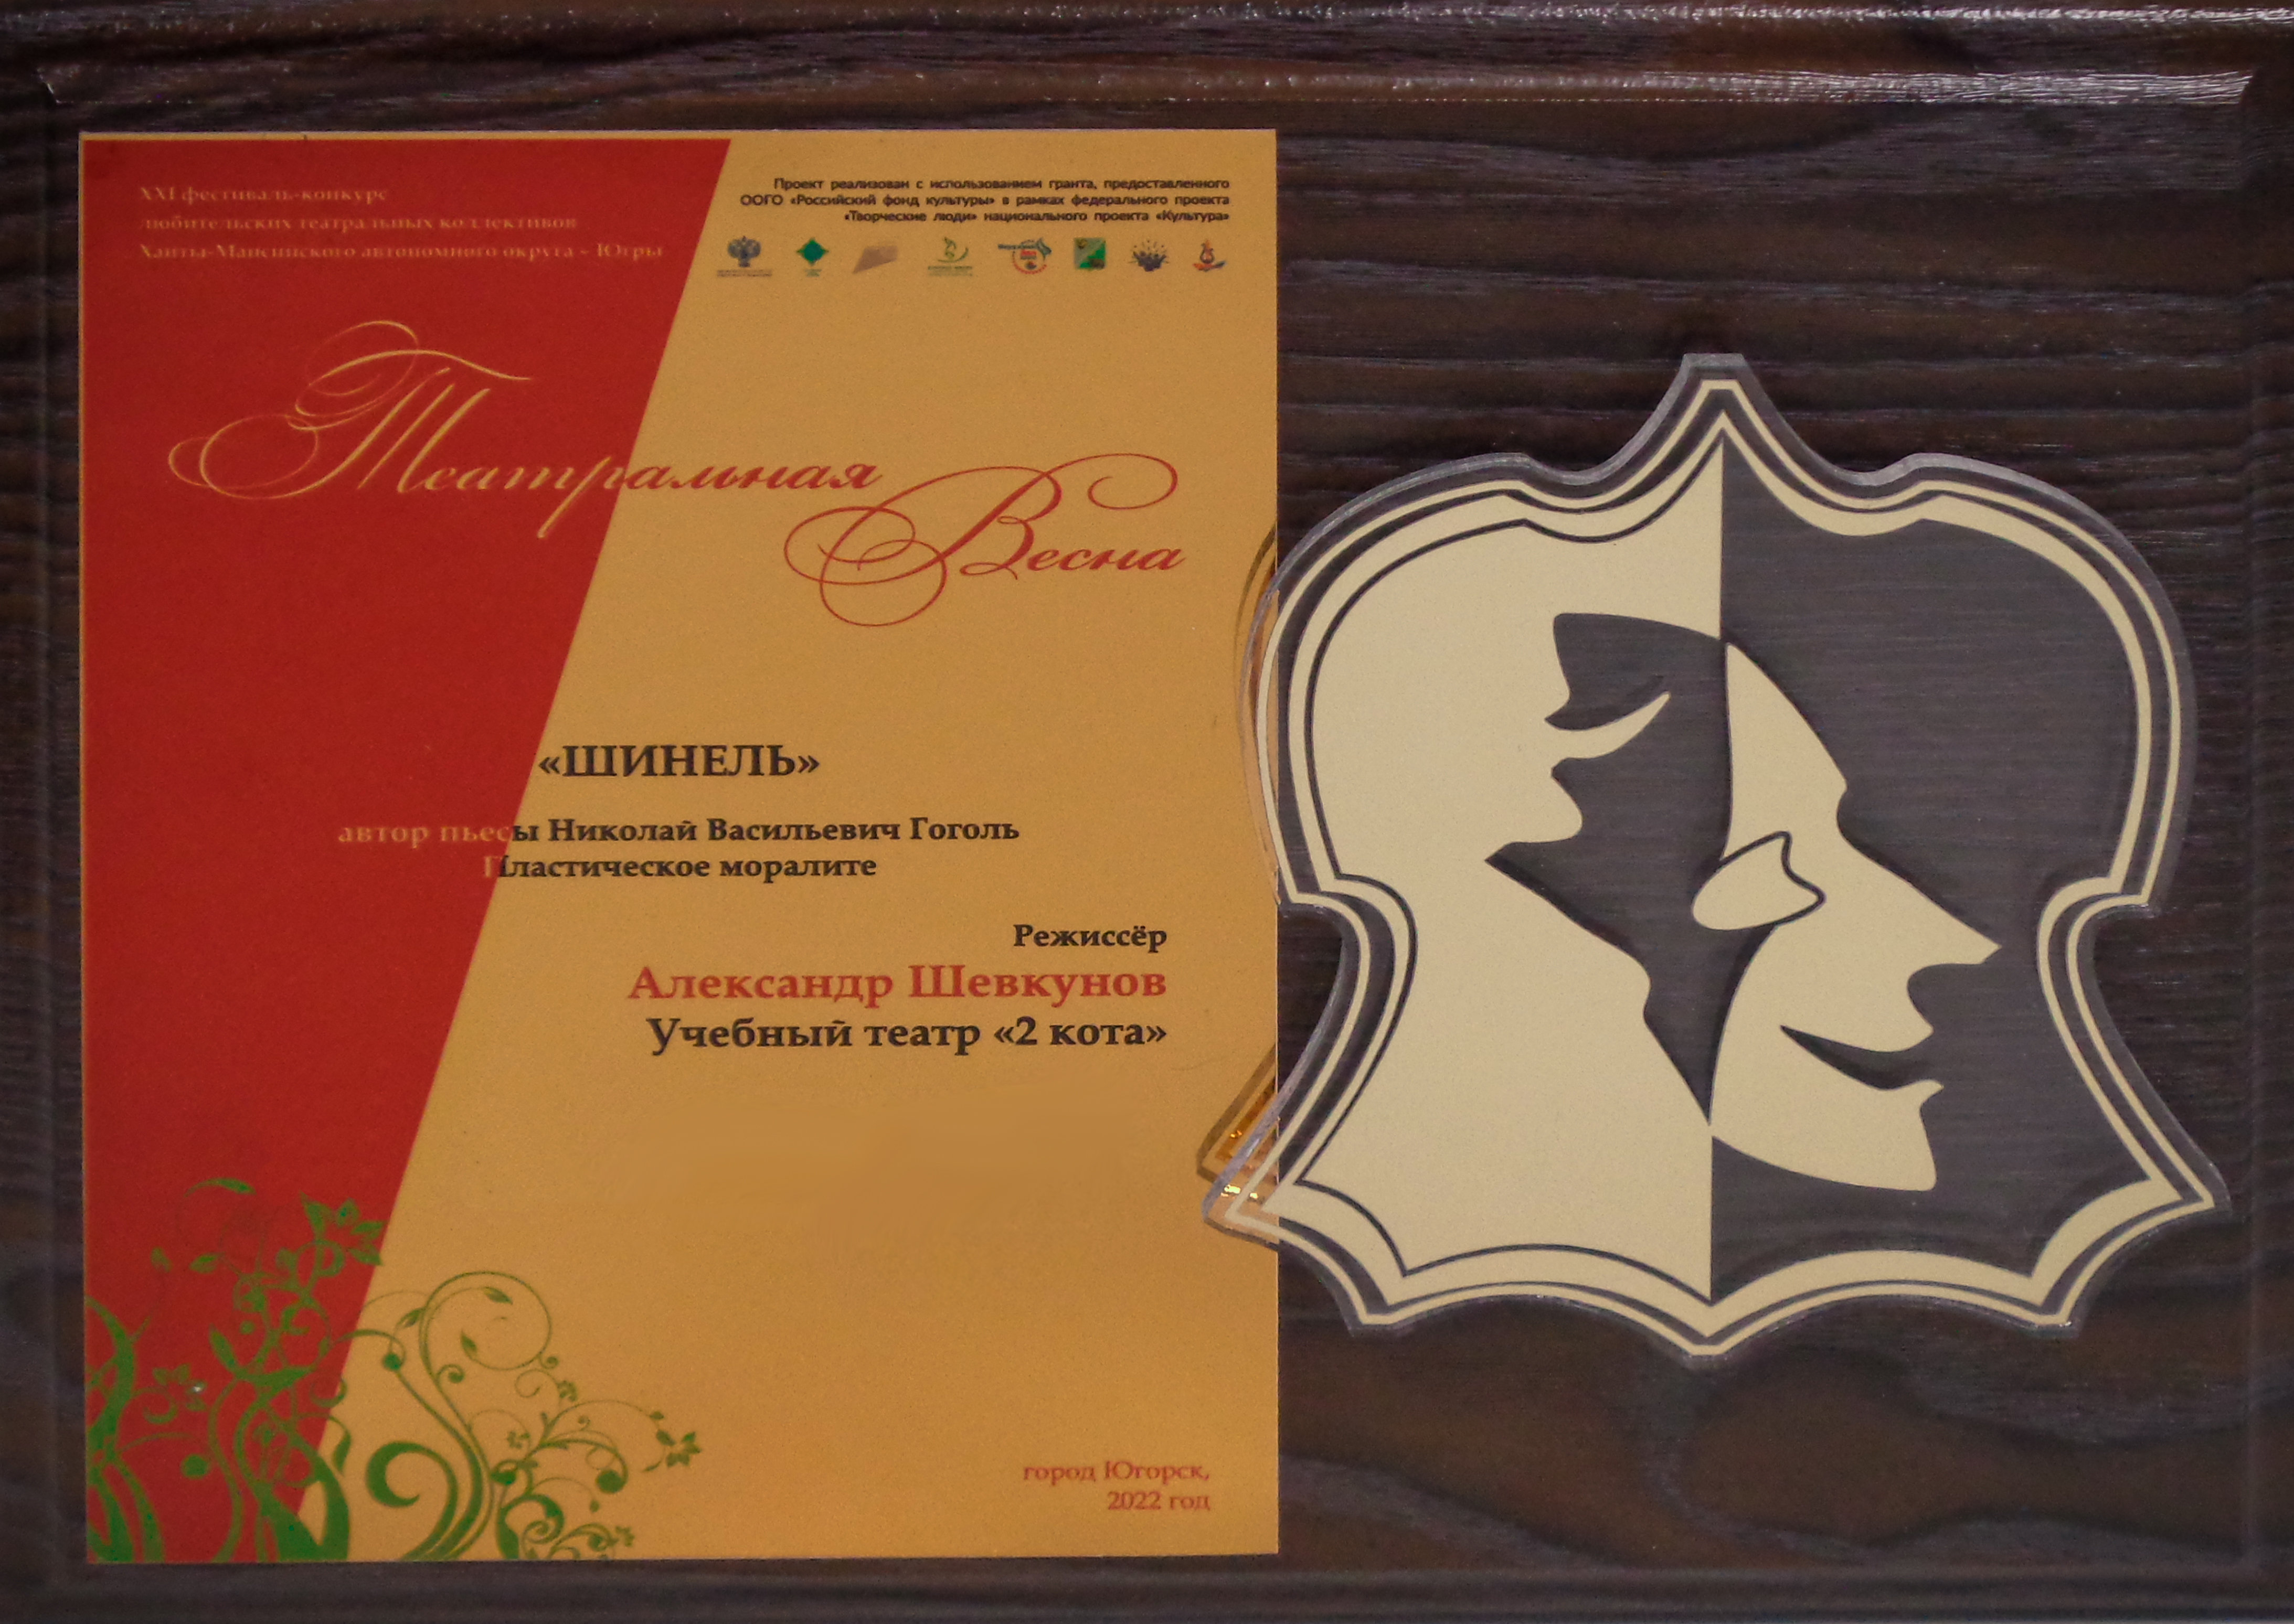 XXI фестиваль-конкурс
любительских театральных коллективов
Ханты-Мансийского автономного округа - Югры
Проект реализован с использованием гранта, предоставленного
ООГО «Российский фонд культуры» в рамках федерального проекта
«Творческие люди» национального проекта «Культура»
Театральная
Весна
«ШИНЕЛЬ»
автор пьесы Николай Васильевич Гоголь
Пластическое моралите
Режиссёр
Александр Шевкунов
Учебный театр «2 кота»
город Югорск,
2022 год